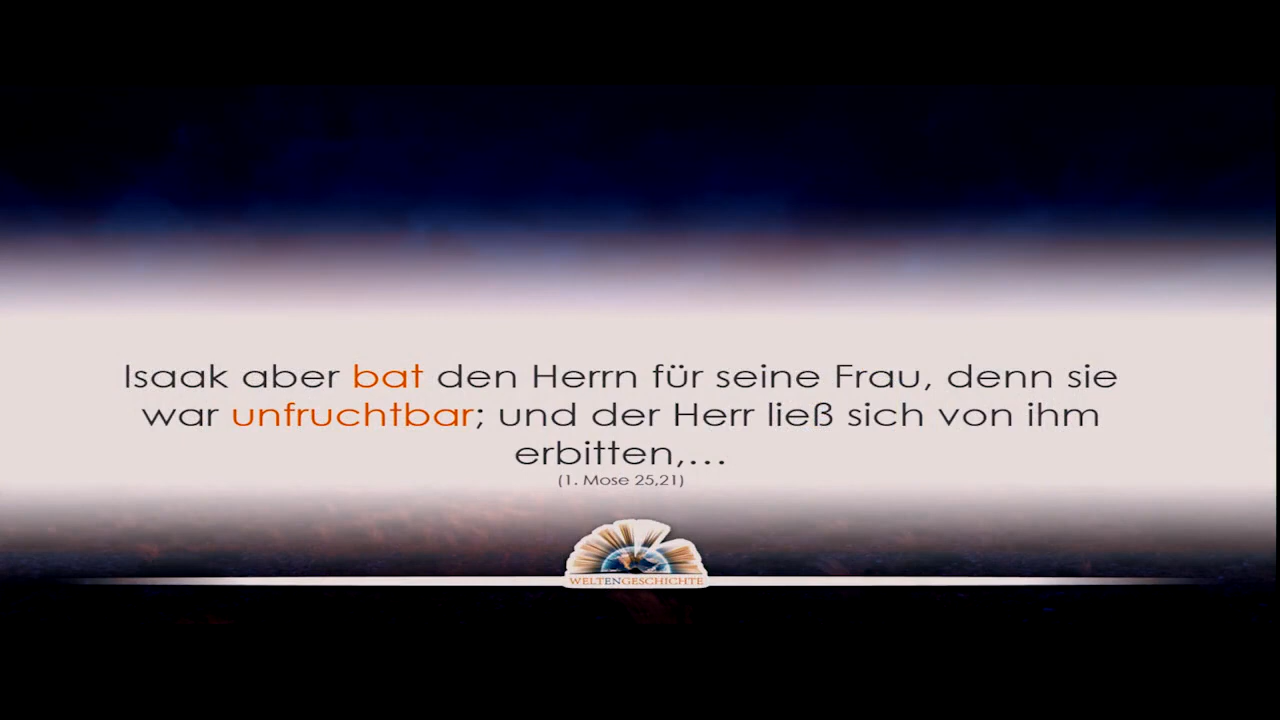 Isaak aber bat den Herrn für seine Frau, denn sie
war unfruchtbar; und der Herr ließ sich von ihm
erbitten,...
(1. Mose 25,21)
WELTENGESCHICHTE